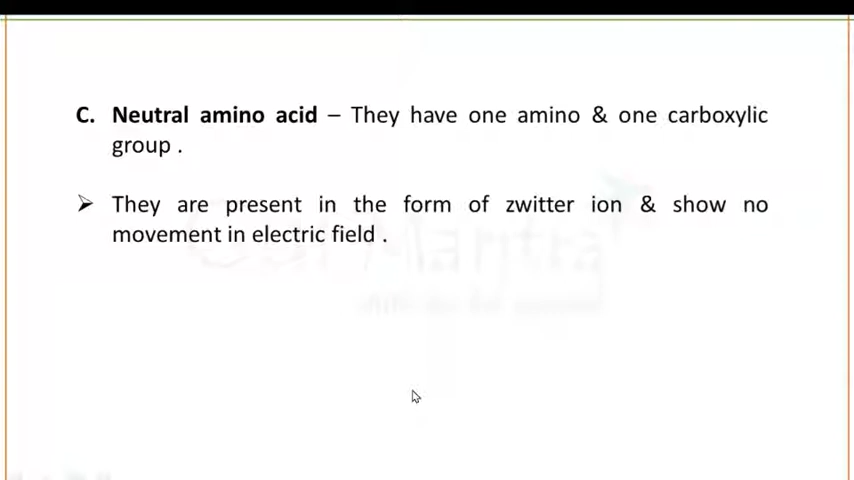 C. Neutral amino acid – They have one amino & one carboxylic
group .
➢ They are present in the form of zwitter ion & show no
movement in electric field .